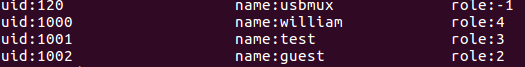 uid:120 name:usbmux role:-1
uid:1000 name:william role:4
uid:1001 name:test role:3
uid:1002 name:guest role:2